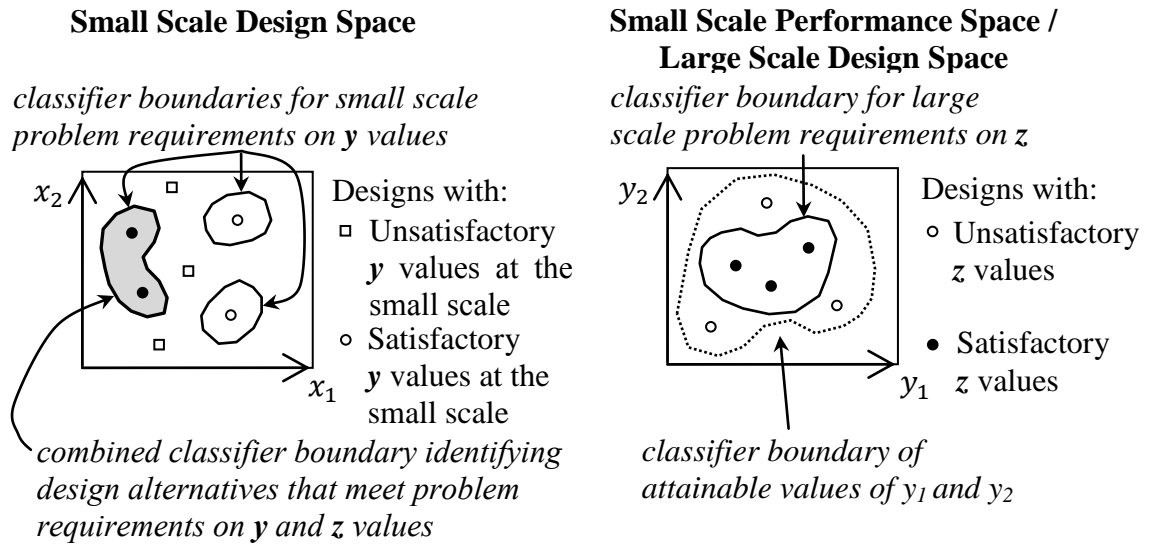 Small Scale Design Space
classifier boundaries for small scale
problem requirements on y values
x2
x1
Designs with:
Unsatisfactory
y values at the
small scale
Satisfactory
y values at the
small scale
combined classifier boundary identifying
design alternatives that meet problem
requirements on y and z values
Small Scale Performance Space /
Large Scale Design Space
classifier boundary for large
scale problem requirements on z
y2
y1
Designs with:
Unsatisfactory
z values
Satisfactory
z values
classifier boundary of
attainable values of y1 and y2